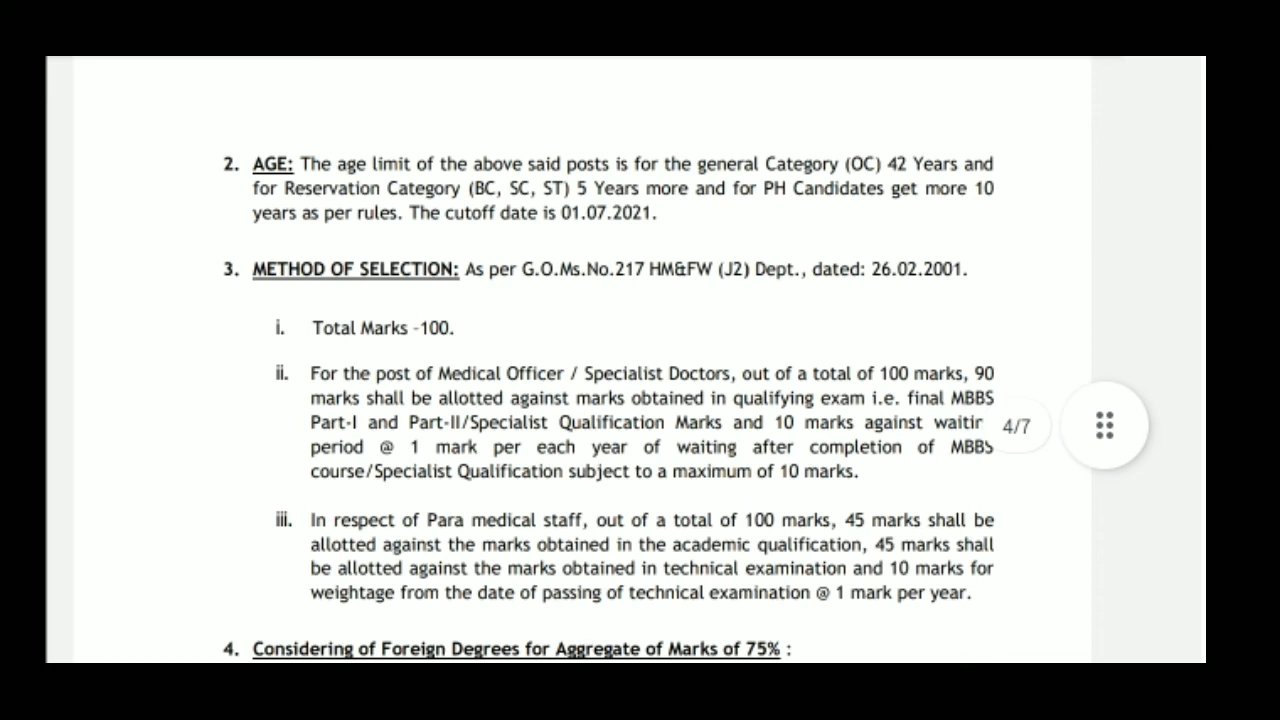 2. AGE: The age limit of the above said posts is for the general Category (OC) 42 Years and
for Reservation Category (BC, SC, ST) 5 Years more and for PH Candidates get more 10
years as per rules. The cutoff date is 01.07.2021.
3. METHOD OF SELECTION: As per G.O.Ms.No.217 HM&FW (J2) Dept., dated: 26.02.2001.
i. Total Marks -100.
ii. For the post of Medical Officer / Specialist Doctors, out of a total of 100 marks, 90
marks shall be allotted against marks obtained in qualifying exam i.e. final MBBS
Part-I and Part-II/Specialist Qualification Marks and 10 marks against waitin
4/7
period @ 1 mark per each year of waiting after completion of MBBS
course/Specialist Qualification subject to a maximum of 10 marks.
iii. In respect of Para medical staff, out of a total of 100 marks, 45 marks shall be
allotted against the marks obtained in the academic qualification, 45 marks shall
be allotted against the marks obtained in technical examination and 10 marks for
weightage from the date of passing of technical examination @ 1 mark per year.
4. Considering of Foreign Degrees for Aggregate of Marks of 75% :